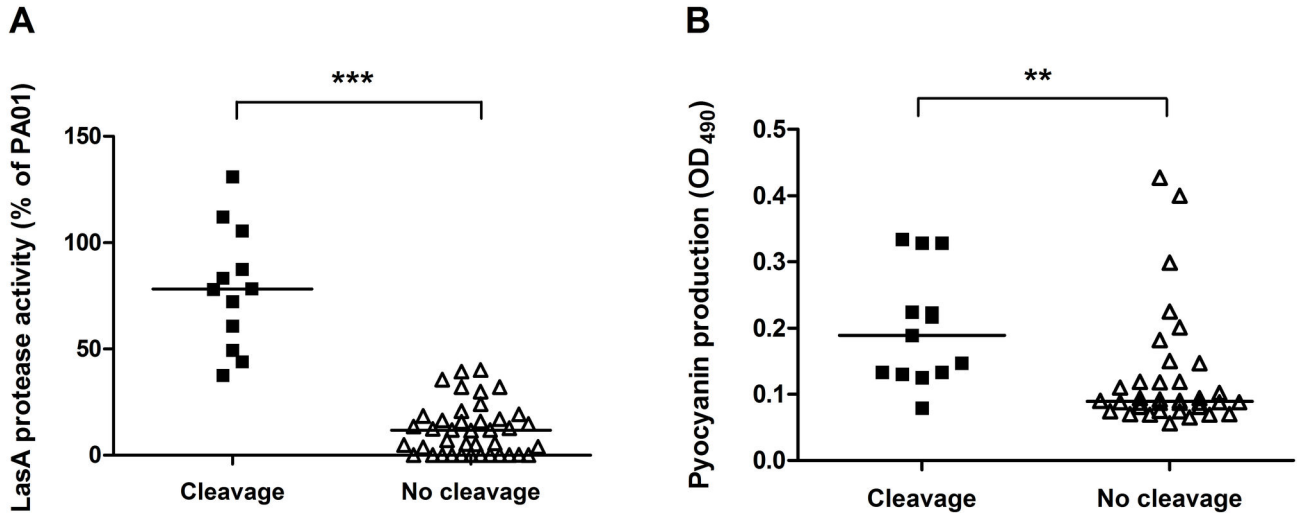 A
LasA protease activity (% of PA01)
***
150
100
50
0
Cleavage
No cleavage
B
Pyocyanin production (OD490)
**
0.5
0.4
0.3
0.2
0.1
0.0
Cleavage
No cleavage